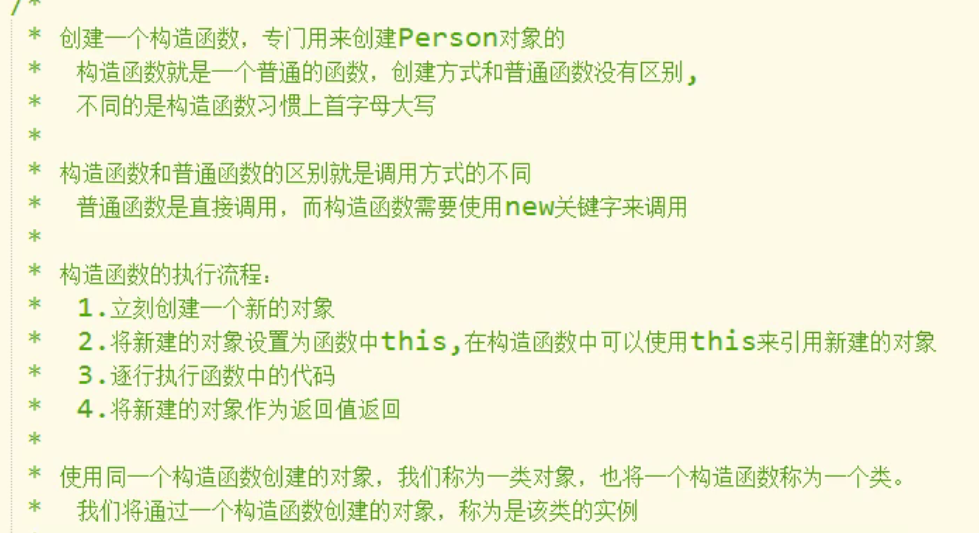 /*
* 创建一个构造函数，专门用来创建Person对象的
* 构造函数就是一个普通的函数，创建方式和普通函数没有区别,
* 不同的是构造函数习惯上首字母大写
*
* 构造函数和普通函数的区别就是调用方式的不同
* 普通函数是直接调用，而构造函数需要使用new关键字来调用
*
* 构造函数的执行流程：
* 1.立刻创建一个新的对象
* 2.将新建的对象设置为函数中this,在构造函数中可以使用this来引用新建的对象
* 3.逐行执行函数中的代码
* 4.将新建的对象作为返回值返回
*
* 使用同一个构造函数创建的对象，我们称为一类对象，也将一个构造函数称为一个类。
* 我们将通过一个构造函数创建的对象，称为是该类的实例